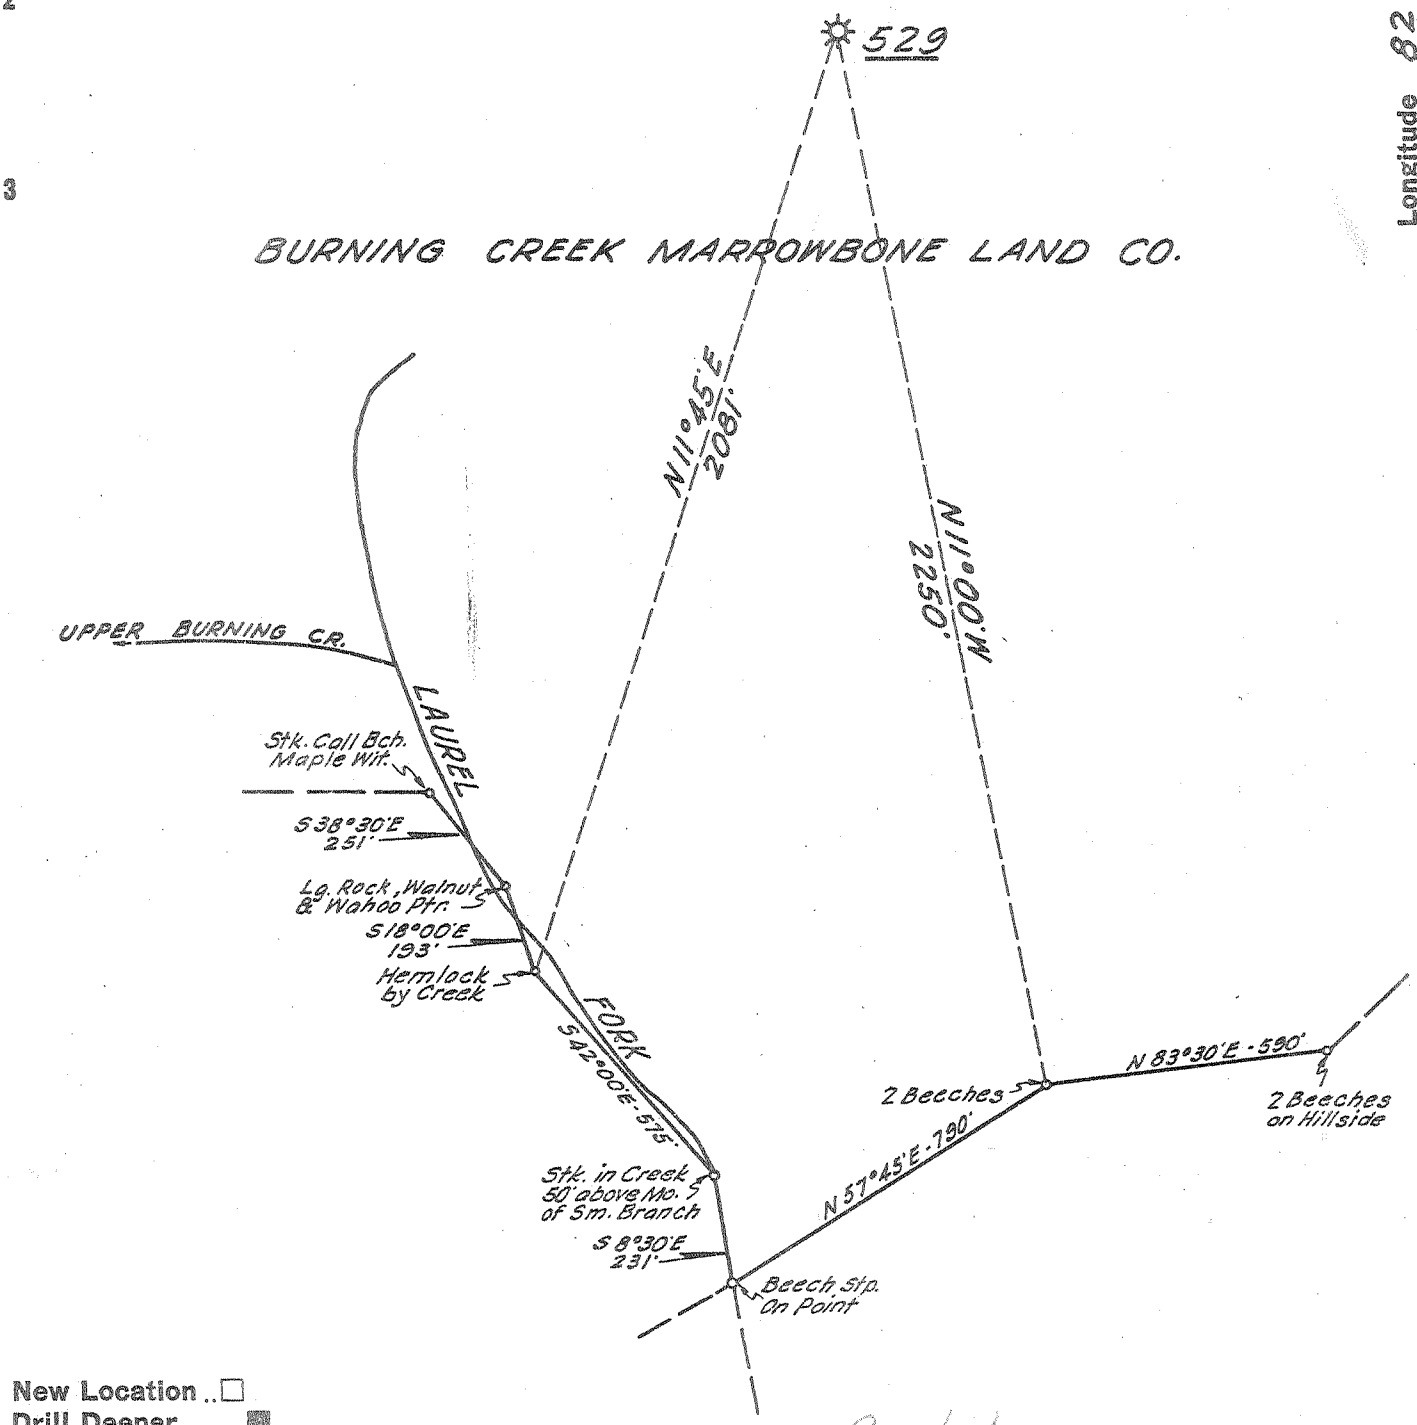 2
529
Longitude 82
3
BURNING CREEK MARROWBONE LAND CO.
N 11°45'E
2081'
N 11°00'W
2250'
UPPER BURNING CR.
LAUREL
Stk. Call Bch.
Maple Wit.
S 38°30'E
251'
Lg. Rock, Walnut
& Wahoo Ptr.
S 18°00'E
193'
Hemlock
by Creek
FORK
S 42°00'E - 575'
2 Beeches
N 83°30'E - 590'
2 Beeches
on Hillside
N 57°45'E - 790'
Stk. in Creek
50' above Mo.
of Sm. Branch
S 8°30'E
231'
Beech Stp.
On Point
New Location ..
Drill Deeper